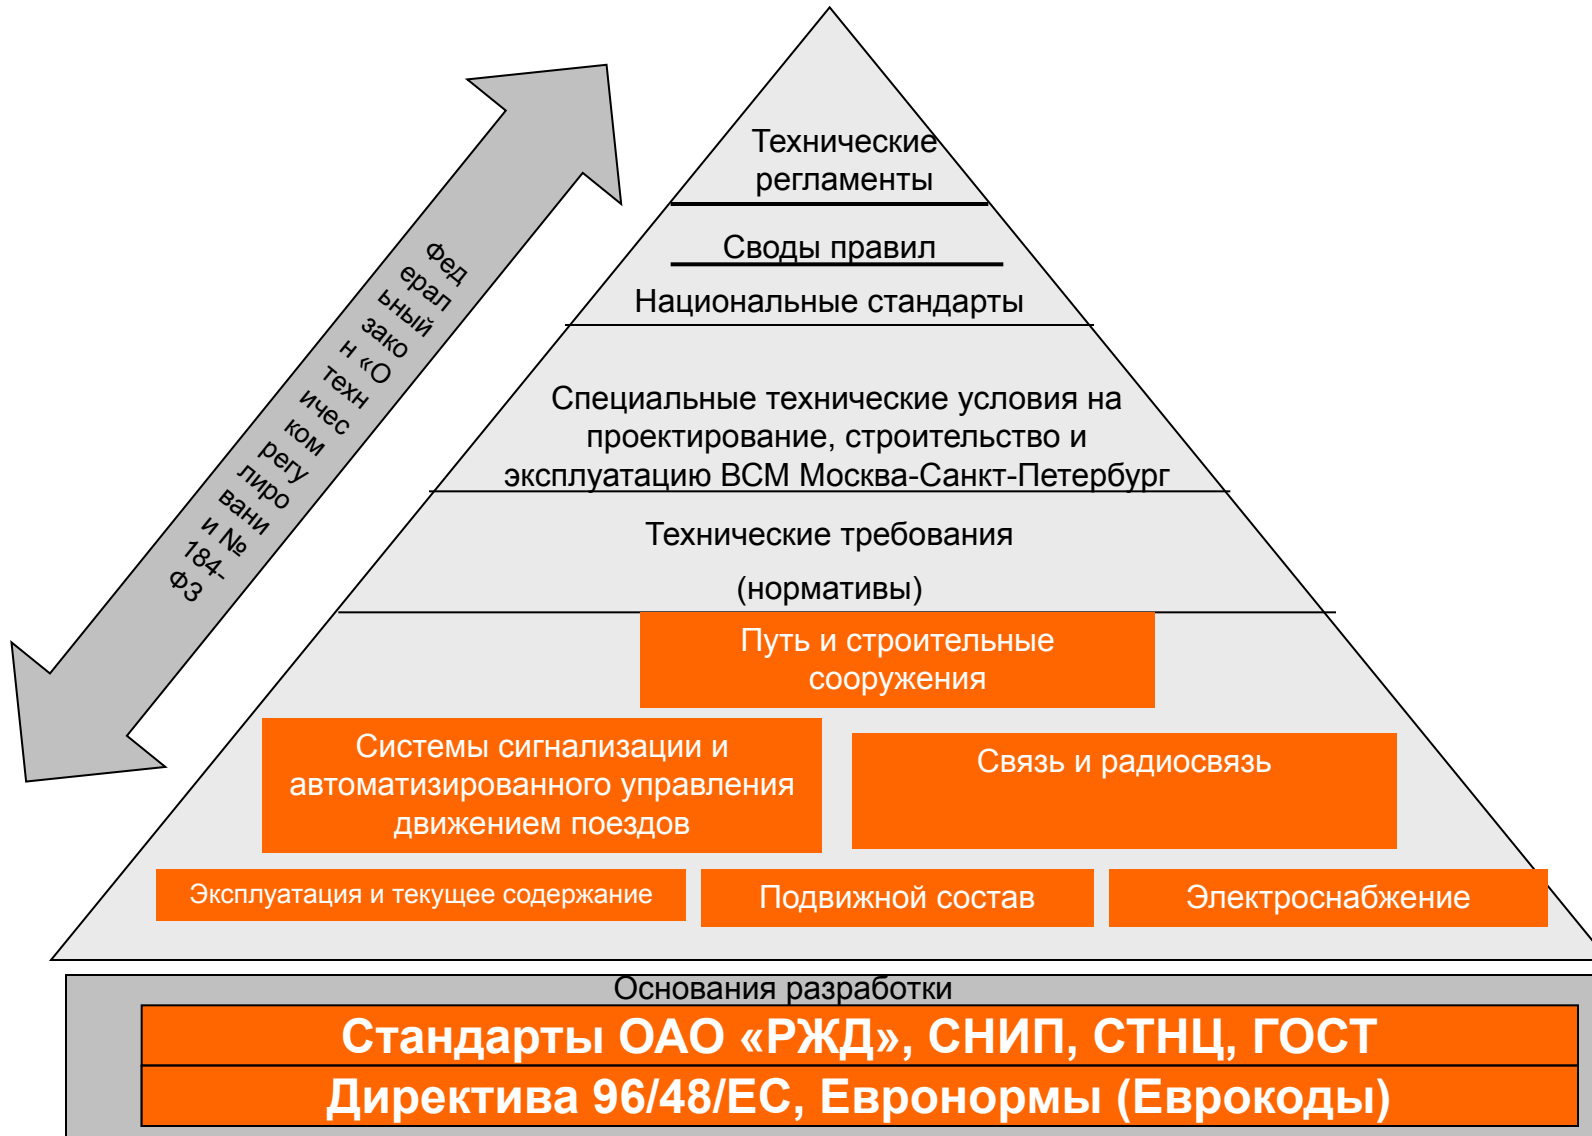 Технические
регламенты
Своды правил
Национальные стандарты
Специальные технические условия на
проектирование, строительство и
эксплуатацию ВСМ Москва-Санкт-Петербург
Технические требования
(нормативы)
Фед
ерал
ьный
зако
н «О
техн
ичес
ком
регу
лиро
вани
и №
184-
ФЗ
Путь и строительные
сооружения
Системы сигнализации и
автоматизированного управления
движением поездов
Связь и радиосвязь
Эксплуатация и текущее содержание
Подвижной состав
Электроснабжение
Основания разработки
Стандарты ОАО «РЖД», СНИП, СТНЦ, ГОСТ
Директива 96/48/ЕС, Евронормы (Еврокоды)